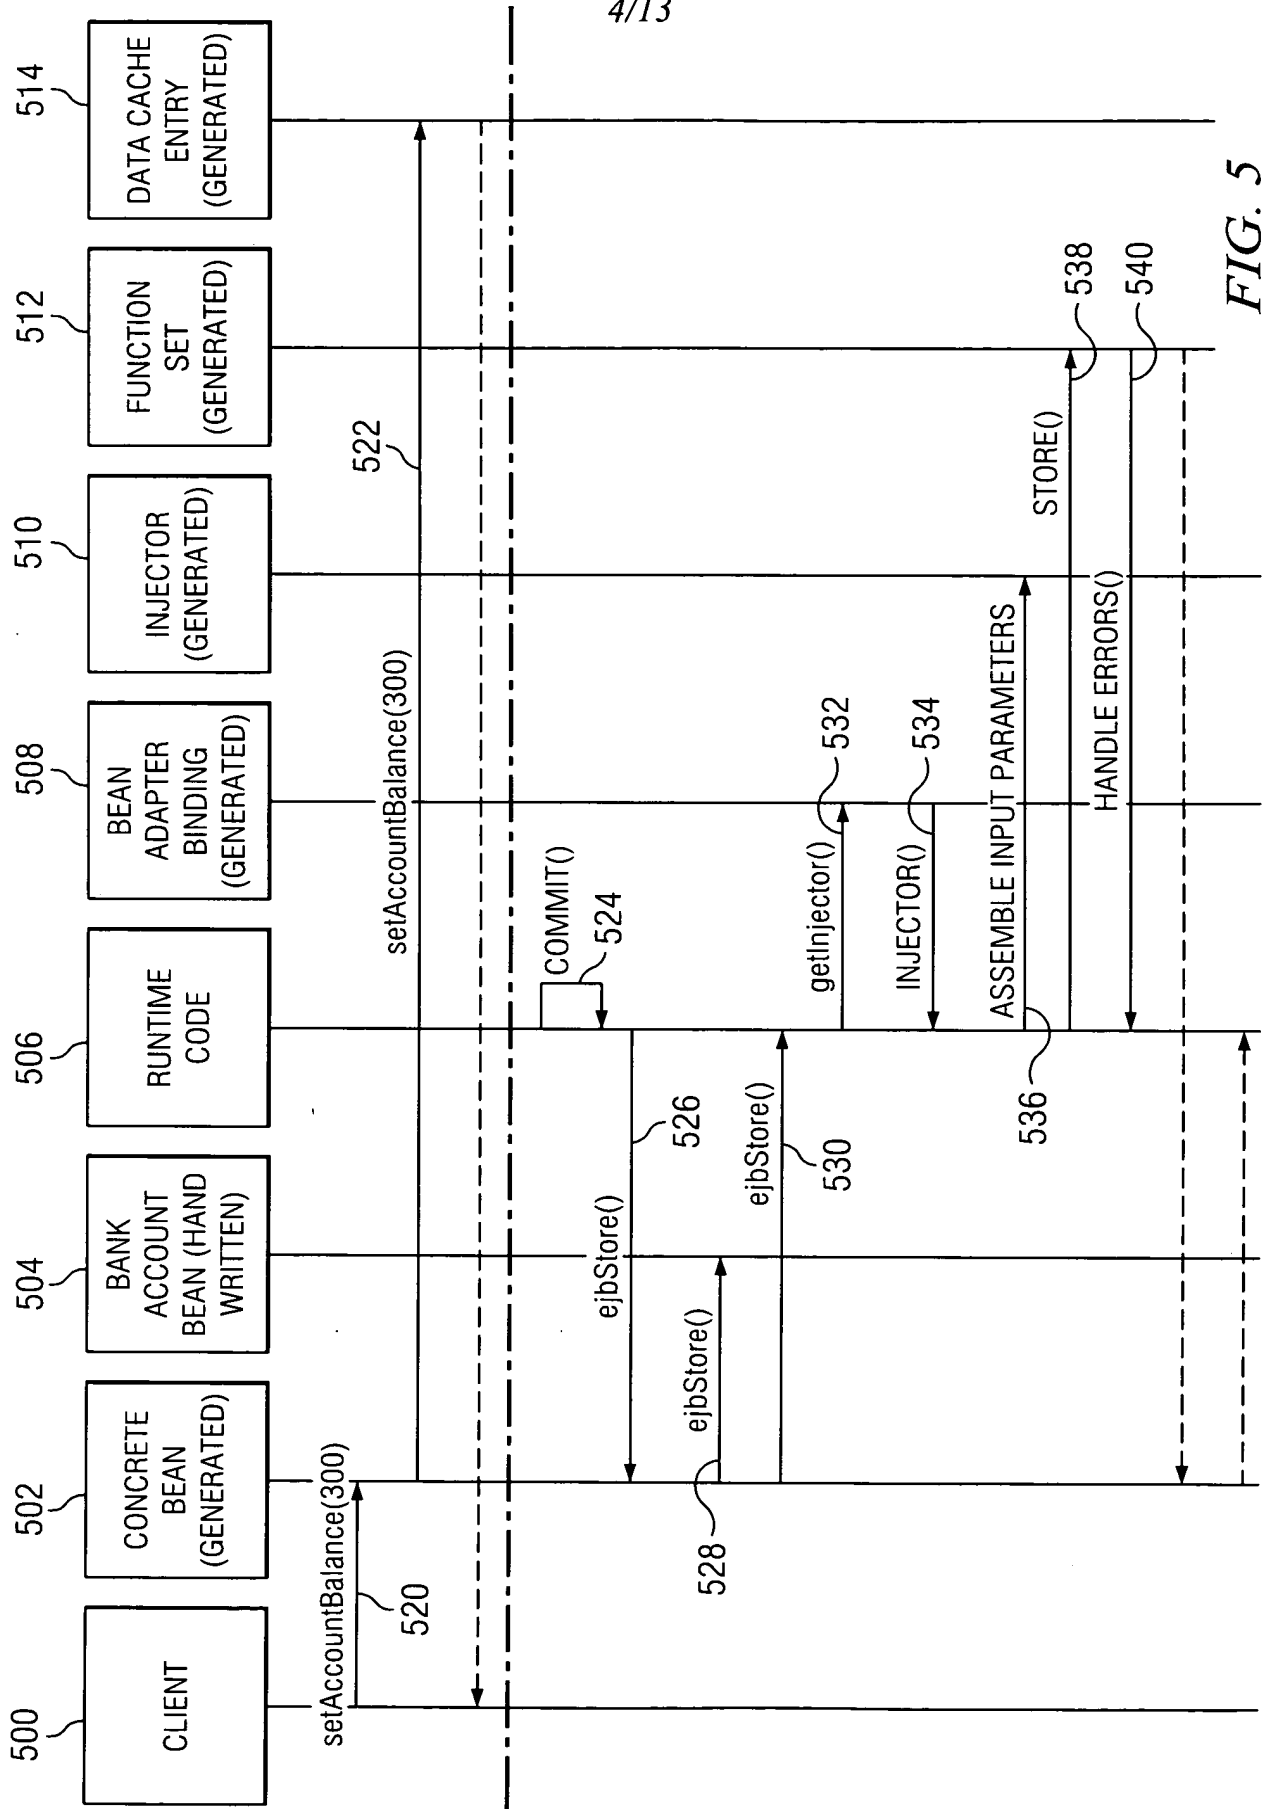 4/13
500
502
504
506
508
510
512
514
CLIENT
CONCRETE
BEAN
(GENERATED)
BANK
ACCOUNT
BEAN (HAND
WRITTEN)
RUNTIME
CODE
BEAN
ADAPTER
BINDING
(GENERATED)
INJECTOR
(GENERATED)
FUNCTION
SET
(GENERATED)
DATA CACHE
ENTRY
(GENERATED)
setAccountBalance(300)
520
setAccountBalance(300)
522
COMMIT()
524
ejbStore()
526
ejbStore()
528
ejbStore()
530
getInjector()
532
INJECTOR()
534
ASSEMBLE INPUT PARAMETERS
536
STORE()
538
HANDLE ERRORS()
540
FIG. 5